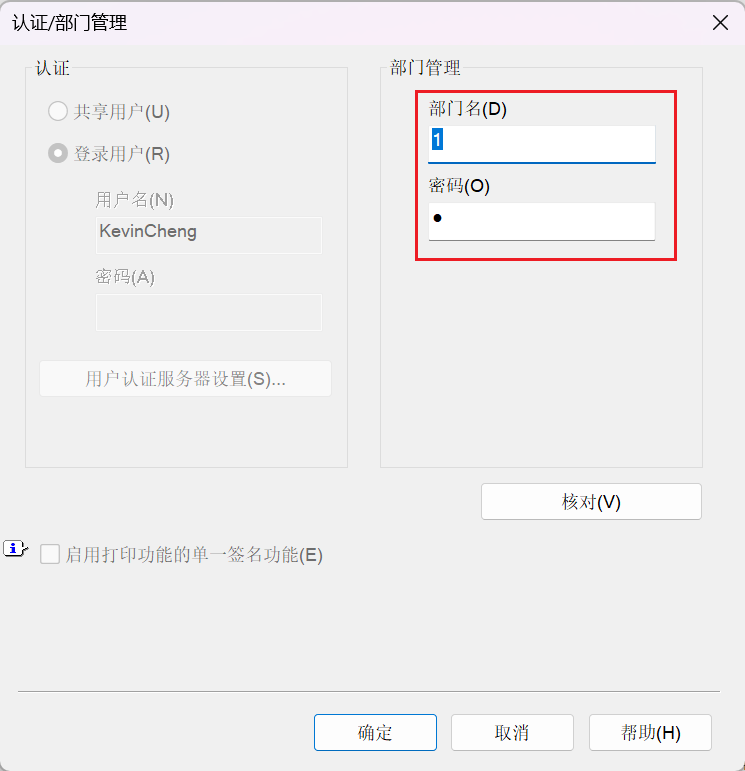 认证/部门管理
认证
共享用户(U)
登录用户(R)
用户名(N)
KevinCheng
密码(A)
用户认证服务器设置(S)...
部门管理
部门名(D)
1
密码(O)
●
核对(V)
启用打印功能的单一签名功能(E)
确定
取消
帮助(H)